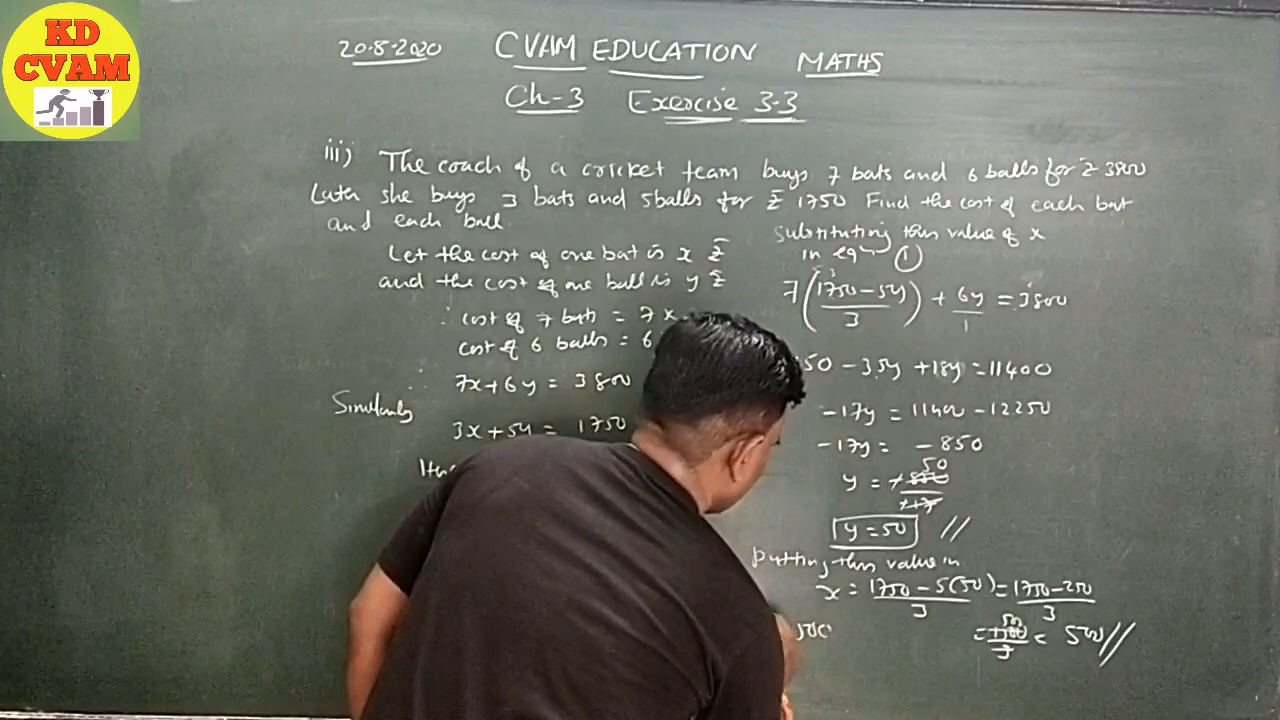 KD
CVAM
20.8.2020 CVAM EDUCATION MATHS
Ch-3 Exercise 3.3
iii) The coach of a cricket team buys 7 bats and 6 balls for ₹ 3800
Later she buys 3 bats and 5 balls for ₹ 1750 Find the cost of each bat
and each ball.
Let the cost of one bat is x ₹
and the cost of one ball is y ₹
∴ cost of 7 bats = 7x
cost of 6 balls = 6
7x+6y = 3800
Similarly
3x+5y = 1750
substituting this value of x
in eqn ①
7(1750-5y/3) + 6y/1 = 3800
50 - 35y + 18y = 11400
-17y = 11400 - 12250
-17y = -850
50
y =
y = 50 //
putting this value in
x = 1750 - 5(50)/3 = 1750-250/3
= 1500/3 = 500 //